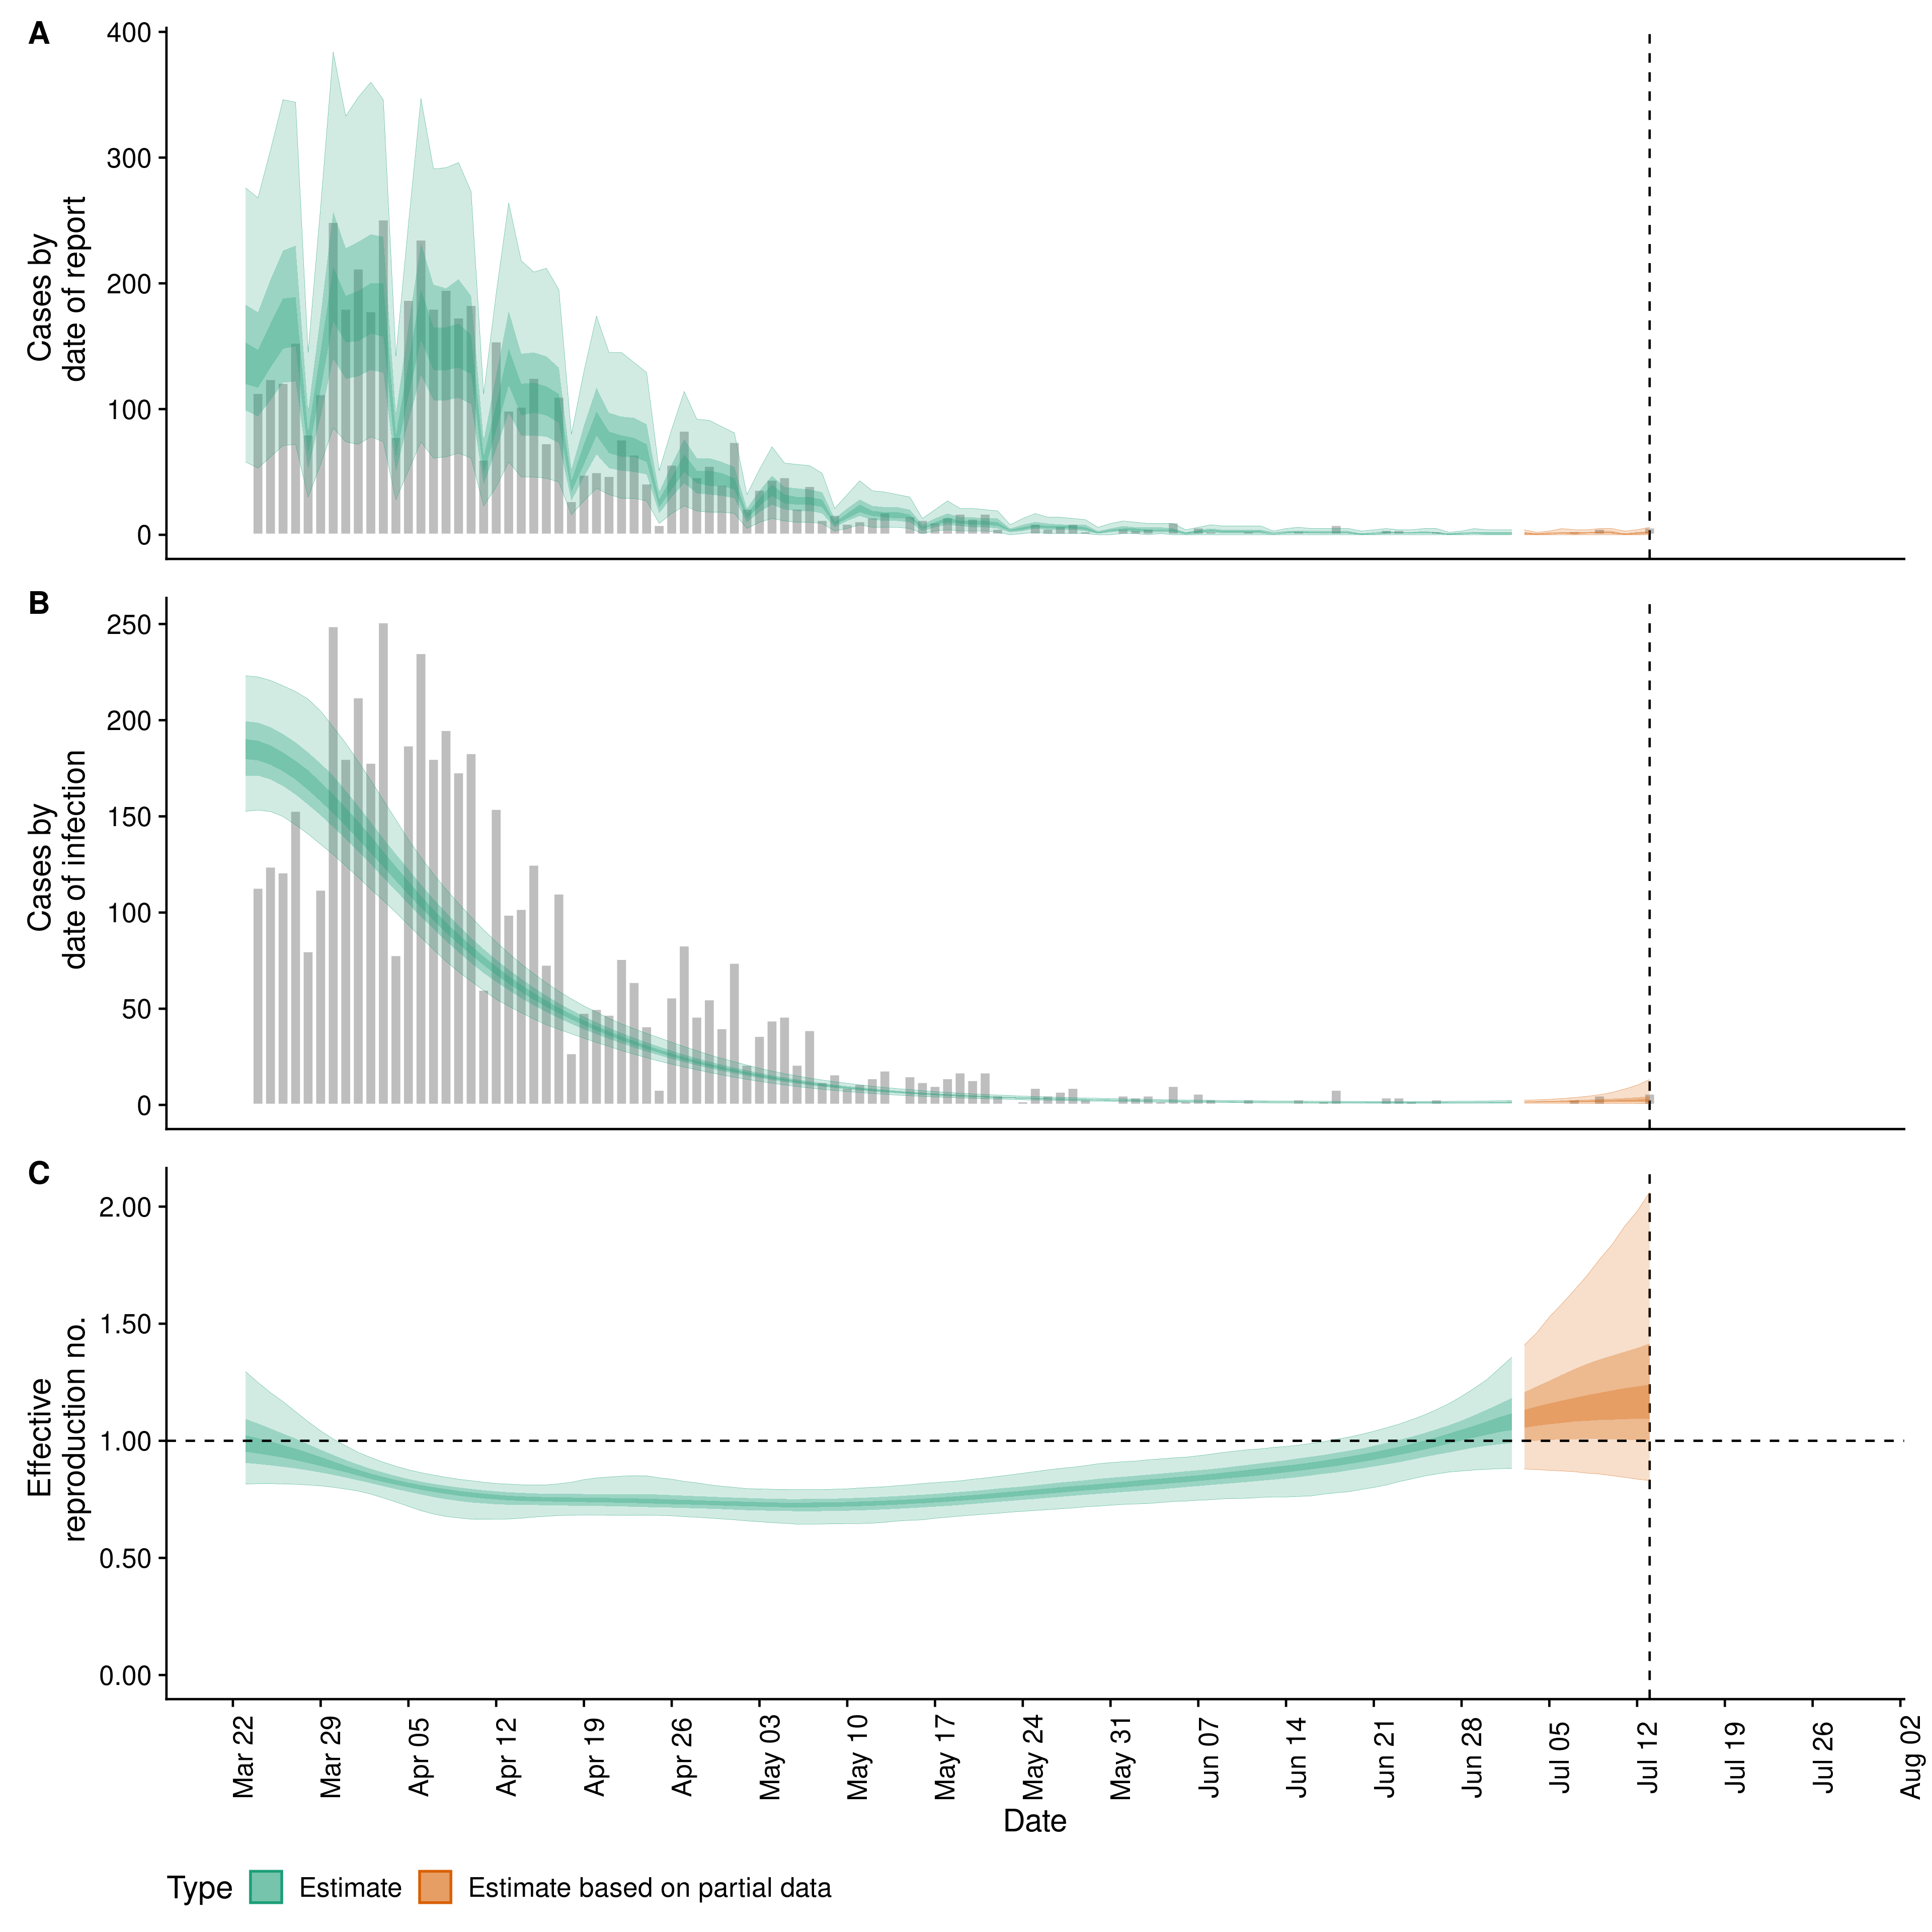 A
400
300
200
100
0
Cases by
date of report
B
250
200
150
100
50
0
Cases by
date of infection
C
2.00
1.50
1.00
0.50
0.00
Effective
reproduction no.
Mar 22
Mar 29
Apr 05
Apr 12
Apr 19
Apr 26
May 03
May 10
May 17
May 24
May 31
Jun 07
Jun 14
Jun 21
Jun 28
Jul 05
Jul 12
Jul 19
Jul 26
Aug 02
Date
Type Estimate Estimate based on partial data